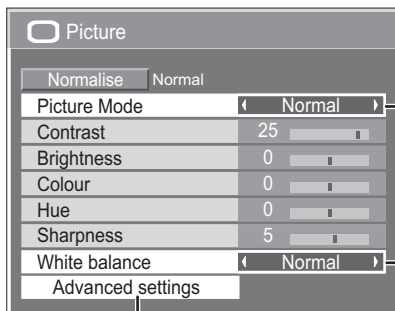 Picture
Normalise Normal
Picture Mode Normal
Contrast 25
Brightness 0
Colour 0
Hue 0
Sharpness 5
White balance Normal
Advanced settings